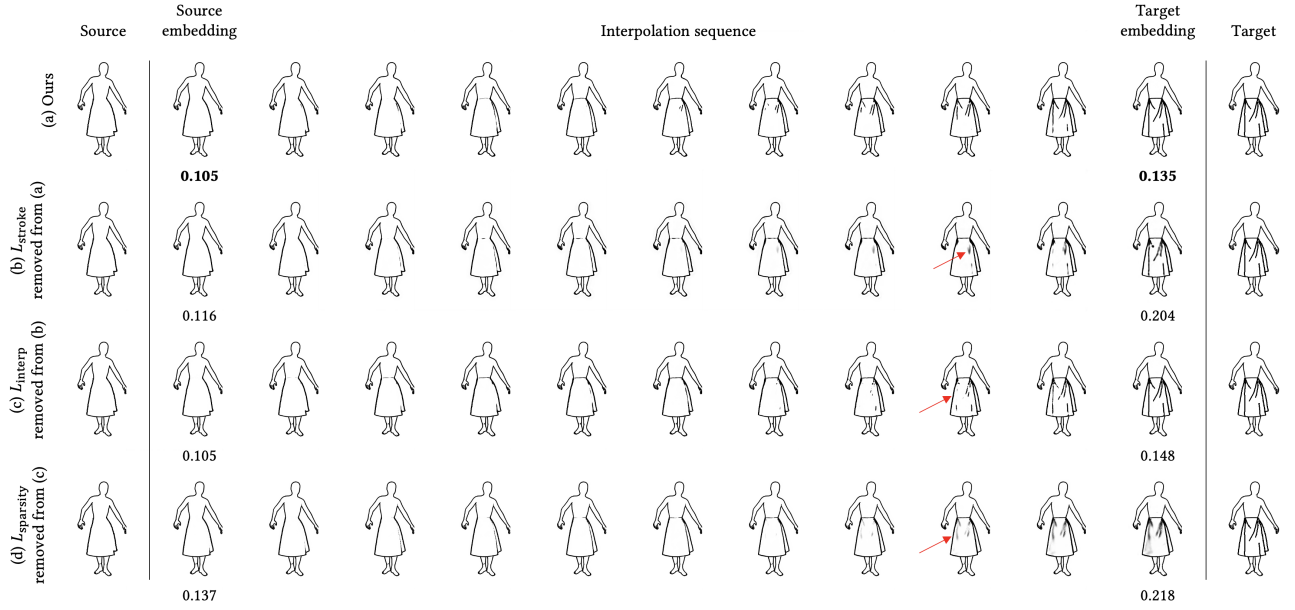 Source
Source
embedding
Interpolation sequence
Target
embedding
Target
(a) Ours
0.105
0.135
(b) L_stroke
removed from (a)
0.116
0.204
(c) L_interp
removed from (b)
0.105
0.148
(d) L_sparsity
removed from (c)
0.137
0.218